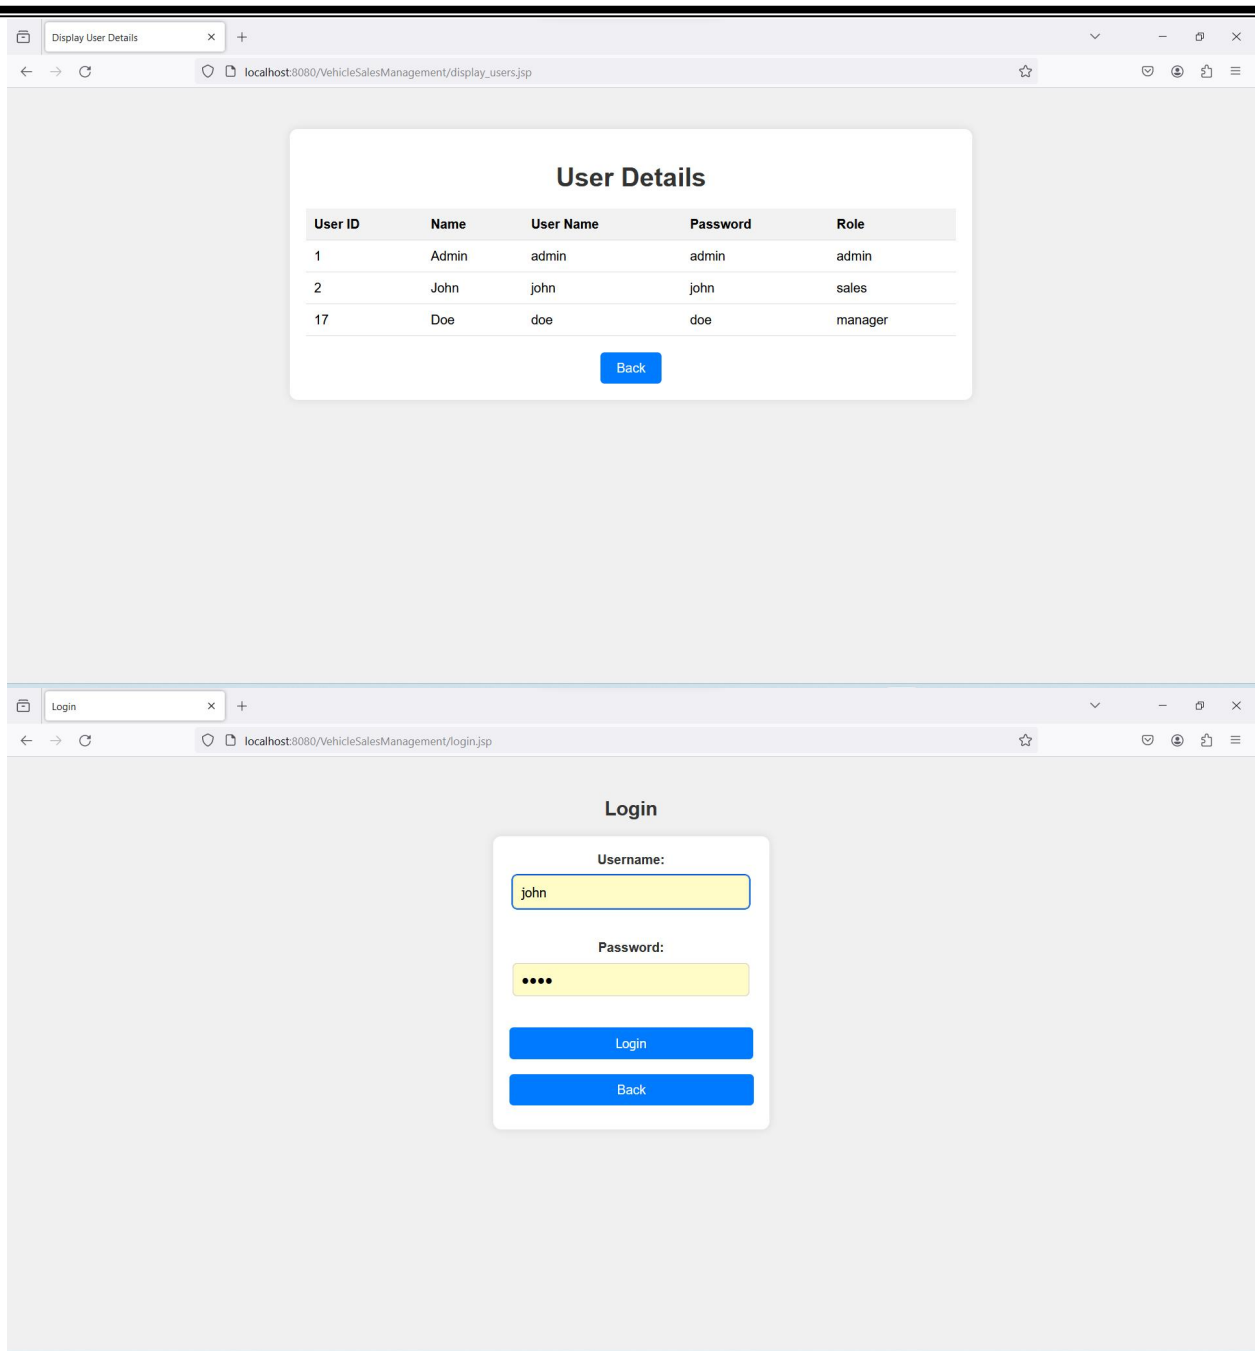 Display User Details
localhost:8080/VehicleSalesManagement/display_users.jsp
User Details
User ID Name User Name Password Role
1 Admin admin admin admin
2 John john john sales
17 Doe doe doe manager
Back
Login
localhost:8080/VehicleSalesManagement/login.jsp
Login
Username:
john
Password:
••••
Login
Back